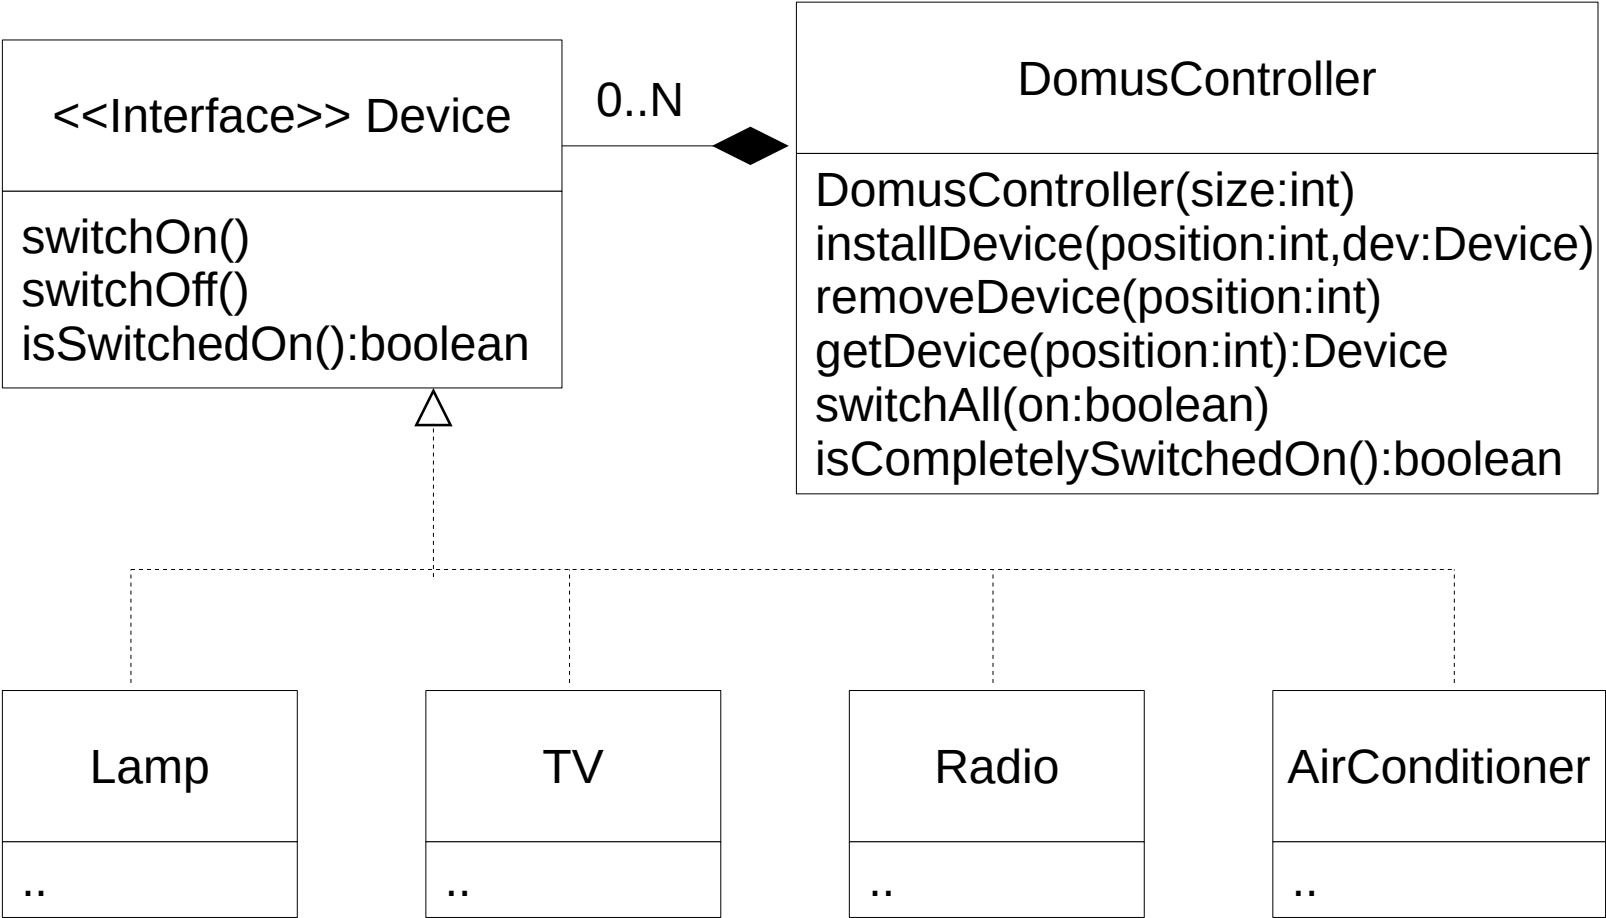 <<Interface>> Device
switchOn()
switchOff()
isSwitchedOn():boolean
0..N
DomusController
DomusController(size:int)
installDevice(position:int,dev:Device)
removeDevice(position:int)
getDevice(position:int):Device
switchAll(on:boolean)
isCompletelySwitchedOn():boolean
Lamp
..
TV
..
Radio
..
AirConditioner
..